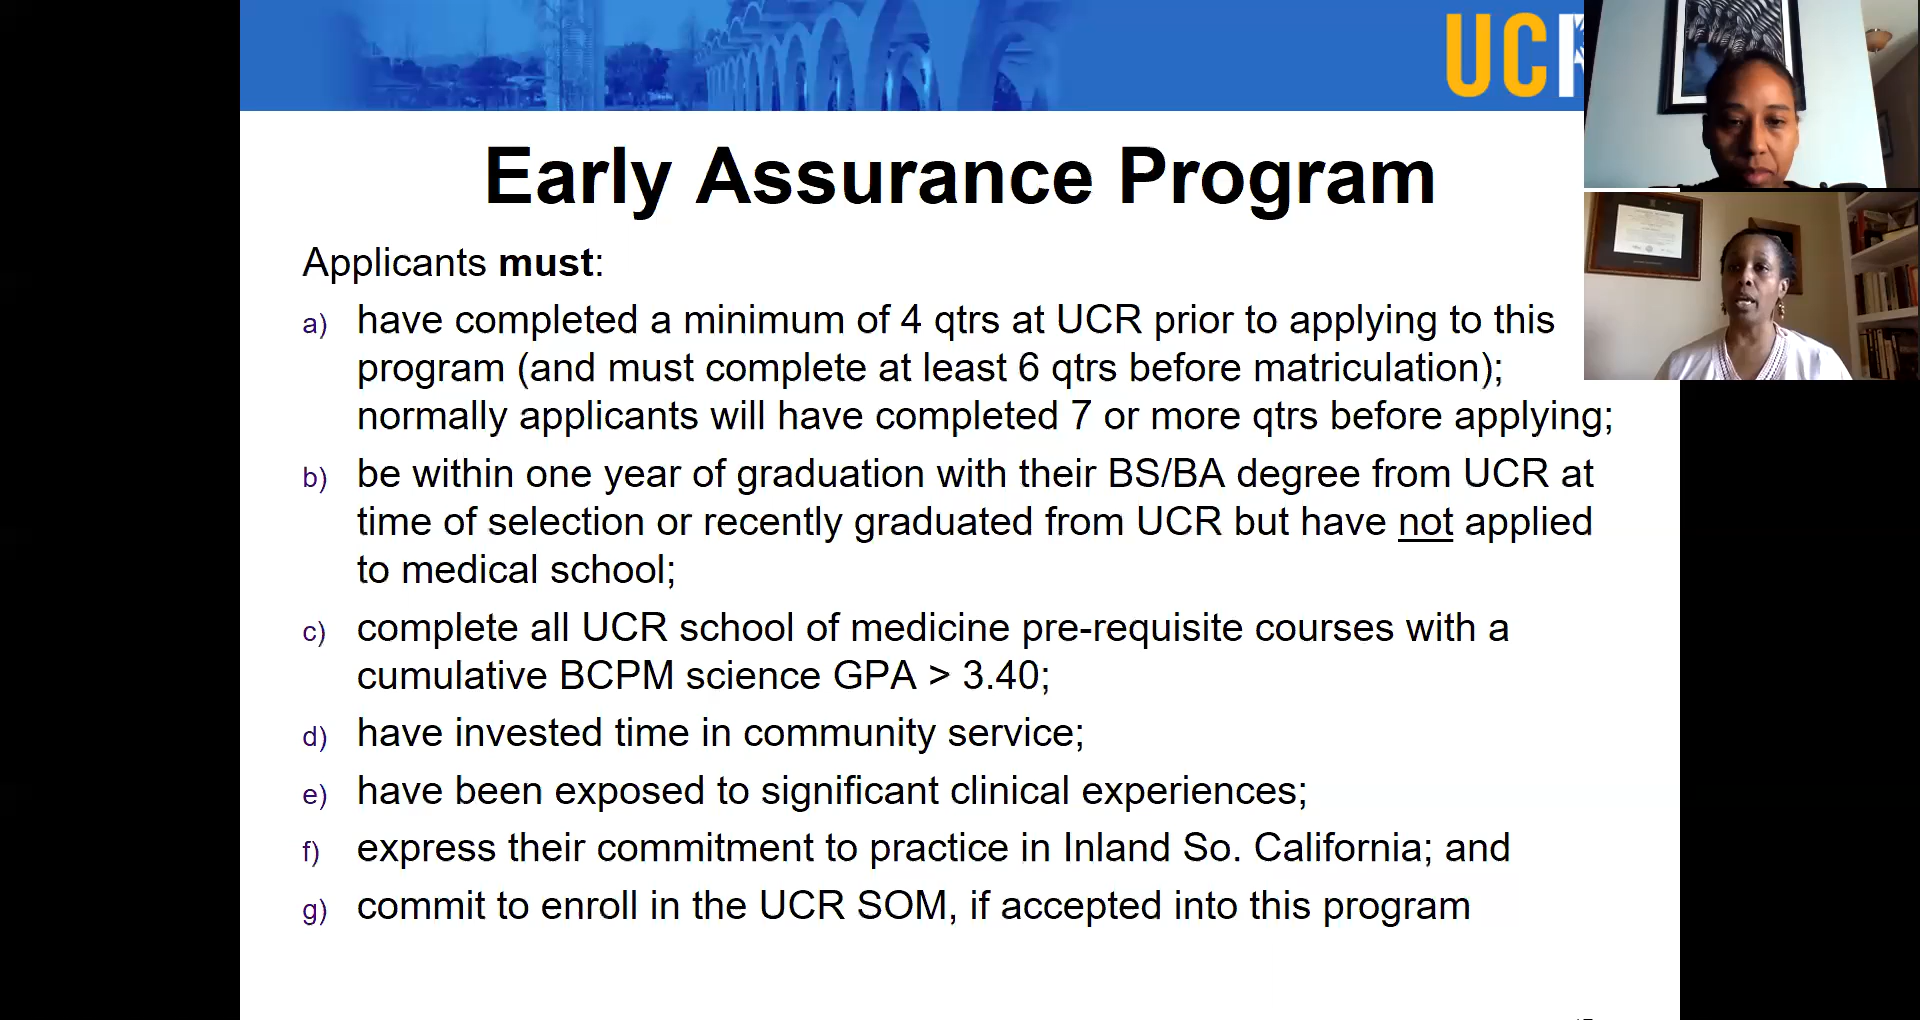 UC
Early Assurance Program
Applicants must:
a) have completed a minimum of 4 qtrs at UCR prior to applying to this
program (and must complete at least 6 qtrs before matriculation);
normally applicants will have completed 7 or more qtrs before applying;
b) be within one year of graduation with their BS/BA degree from UCR at
time of selection or recently graduated from UCR but have not applied
to medical school;
c) complete all UCR school of medicine pre-requisite courses with a
cumulative BCPM science GPA > 3.40;
d) have invested time in community service;
e) have been exposed to significant clinical experiences;
f) express their commitment to practice in Inland So. California; and
g) commit to enroll in the UCR SOM, if accepted into this program